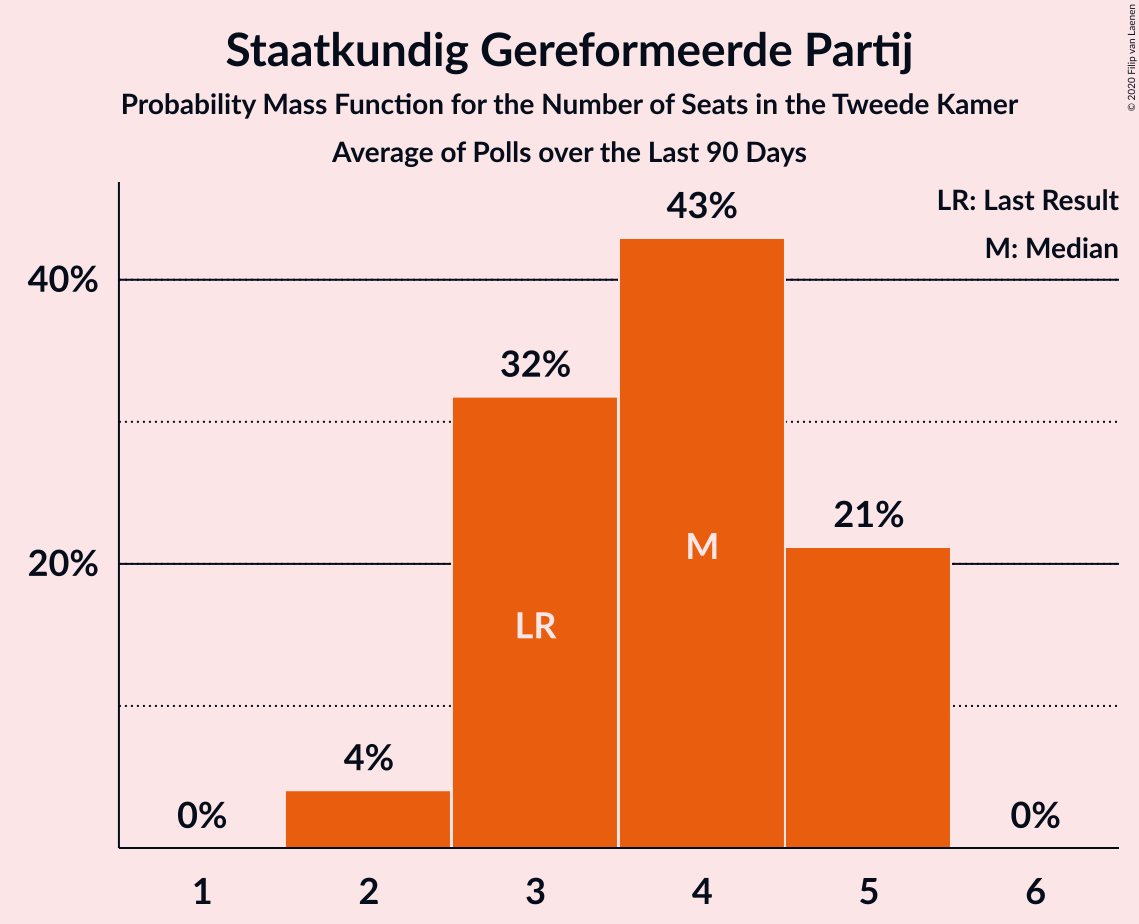 Staatkundig Gereformeerde Partij
Probability Mass Function for the Number of Seats in the Tweede Kamer
Average of Polls over the Last 90 Days
© 2020 Filip van Laenen
LR: Last Result
M: Median
43%
40%
32%
21%
20%
M
LR
4%
0%
0%
1 2 3 4 5 6